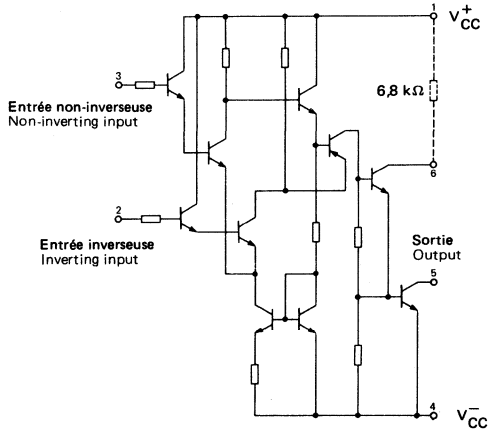 1
V+CC
3
6,8 kΩ
Entrée non-inverseuse
Non-inverting input
6
2
Entrée inverseuse
Inverting input
Sortie
Output
5
4
V−CC